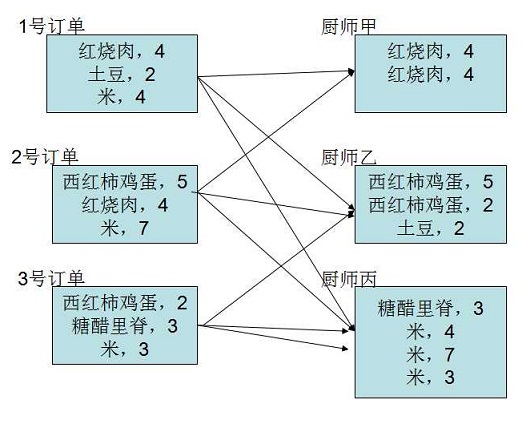 1号订单
红烧肉，4
土豆，2
米，4
2号订单
西红柿鸡蛋，5
红烧肉，4
米，7
3号订单
西红柿鸡蛋，2
糖醋里脊，3
米，3
厨师甲
红烧肉，4
红烧肉，4
厨师乙
西红柿鸡蛋，5
西红柿鸡蛋，2
土豆，2
厨师丙
糖醋里脊，3
米，4
米，7
米，3